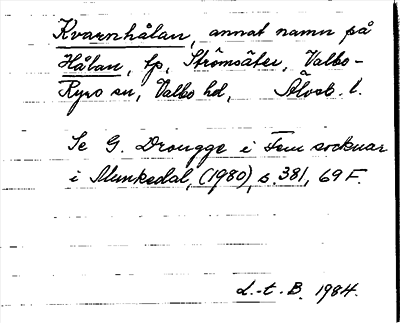 Kvarnhålan, annat namn på
Hålan, tp, Strömsäter, Valbo-
Ryrs sn, Valbo hd, Älvsb. l.
Se G. Drougge i Fem socknar
i Munkedal, (1980), s 381, 69 F.
L.-t. B. 1984.